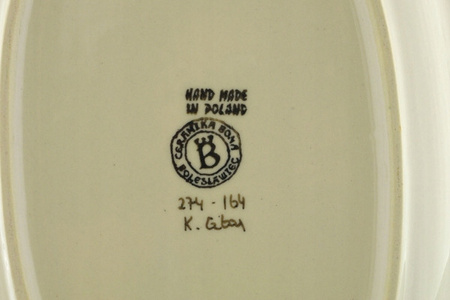 HAND MADE
IN POLAND
CERAMIKA BONA
B
BOLESŁAWIEC
274 - 164
K.